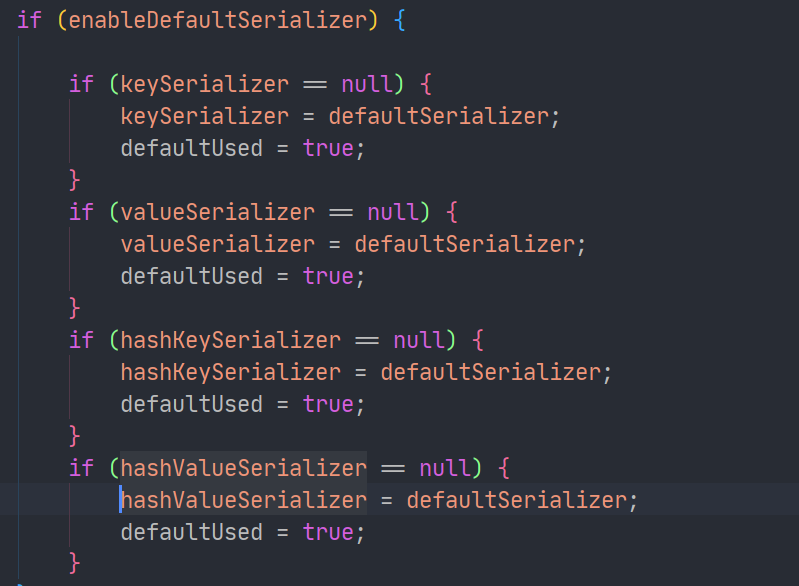 if (enableDefaultSerializer) {
if (keySerializer == null) {
keySerializer = defaultSerializer;
defaultUsed = true;
}
if (valueSerializer == null) {
valueSerializer = defaultSerializer;
defaultUsed = true;
}
if (hashKeySerializer == null) {
hashKeySerializer = defaultSerializer;
defaultUsed = true;
}
if (hashValueSerializer == null) {
hashValueSerializer = defaultSerializer;
defaultUsed = true;
}